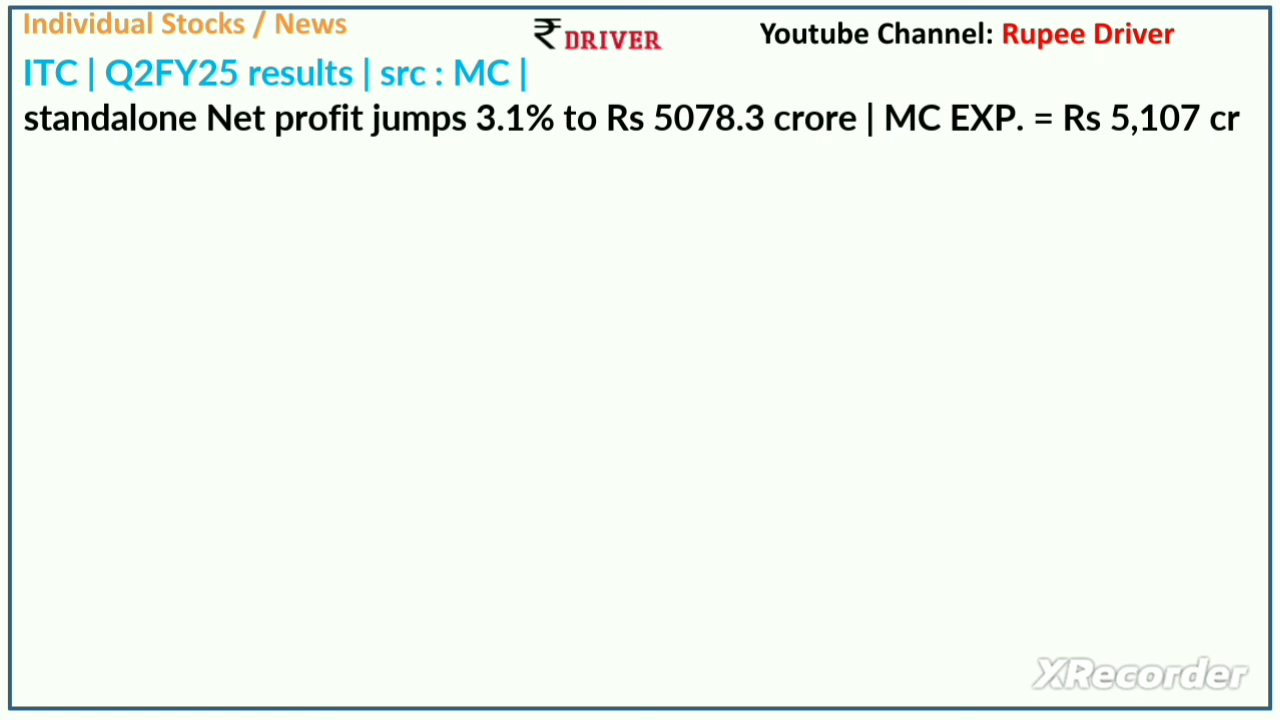 Individual Stocks / News
₹ DRIVER
Youtube Channel: Rupee Driver
ITC | Q2FY25 results | src : MC |
standalone Net profit jumps 3.1% to Rs 5078.3 crore | MC EXP. = Rs 5,107 cr
XRecorder